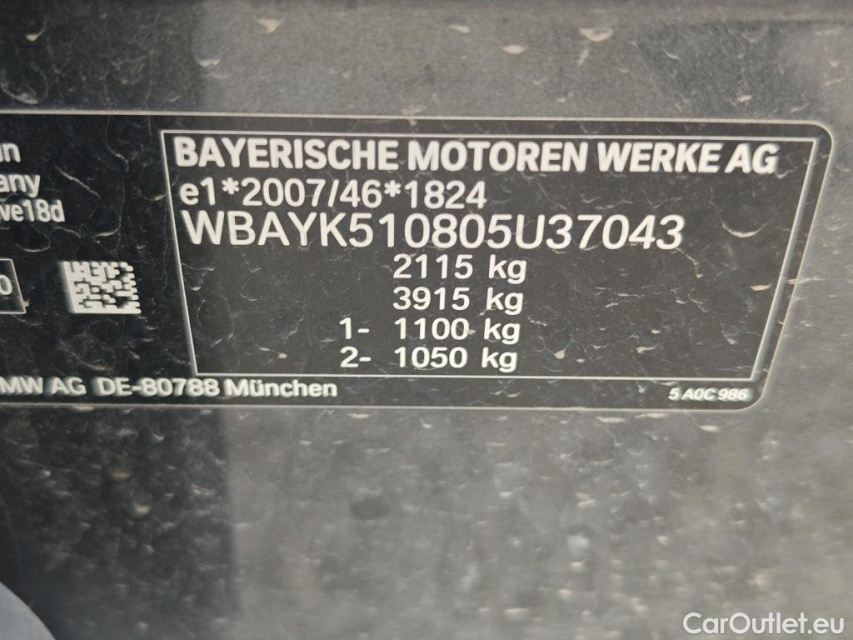 BAYERISCHE MOTOREN WERKE AG
e1*2007/46*1824
ve18d
WBAYK510805U37043
2115 kg
3915 kg
1- 1100 kg
2- 1050 kg
MW AG DE-80788 München
5 A0C 986
CarOutlet.eu